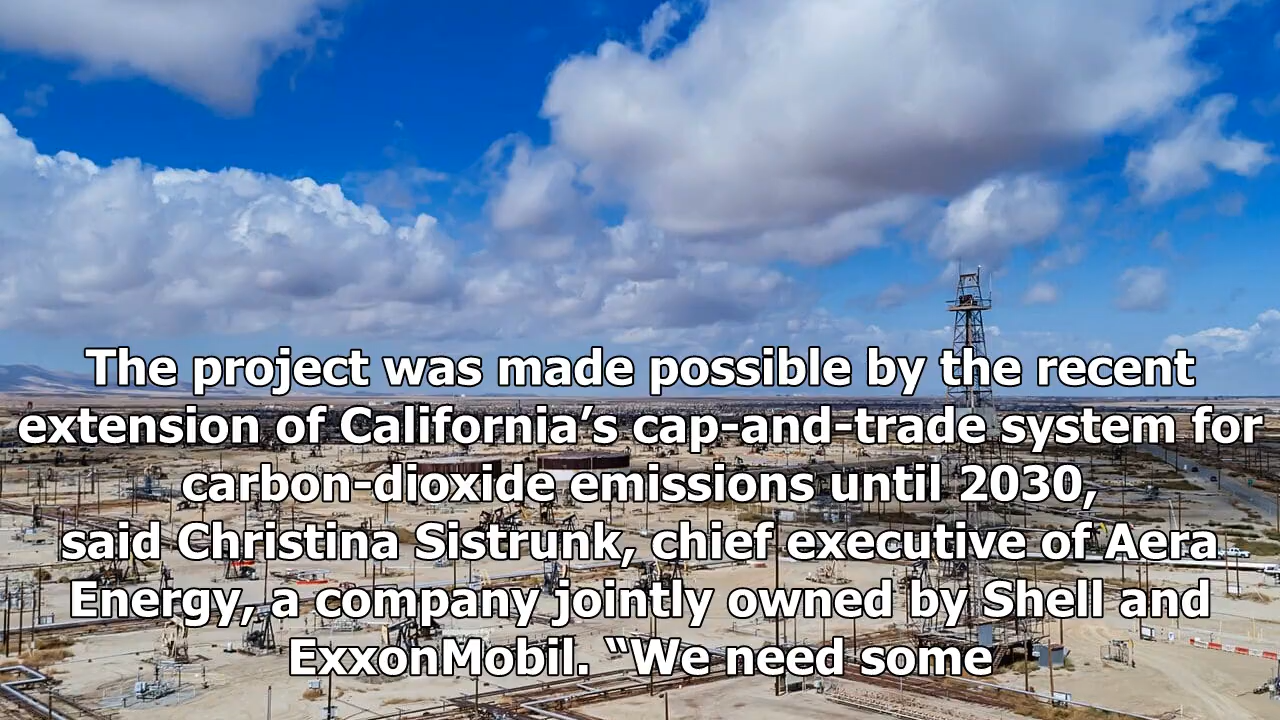 The project was made possible by the recent
extension of California’s cap-and-trade system for
carbon-dioxide emissions until 2030,
said Christina Sistrunk, chief executive of Aera
Energy, a company jointly owned by Shell and
ExxonMobil. “We need some